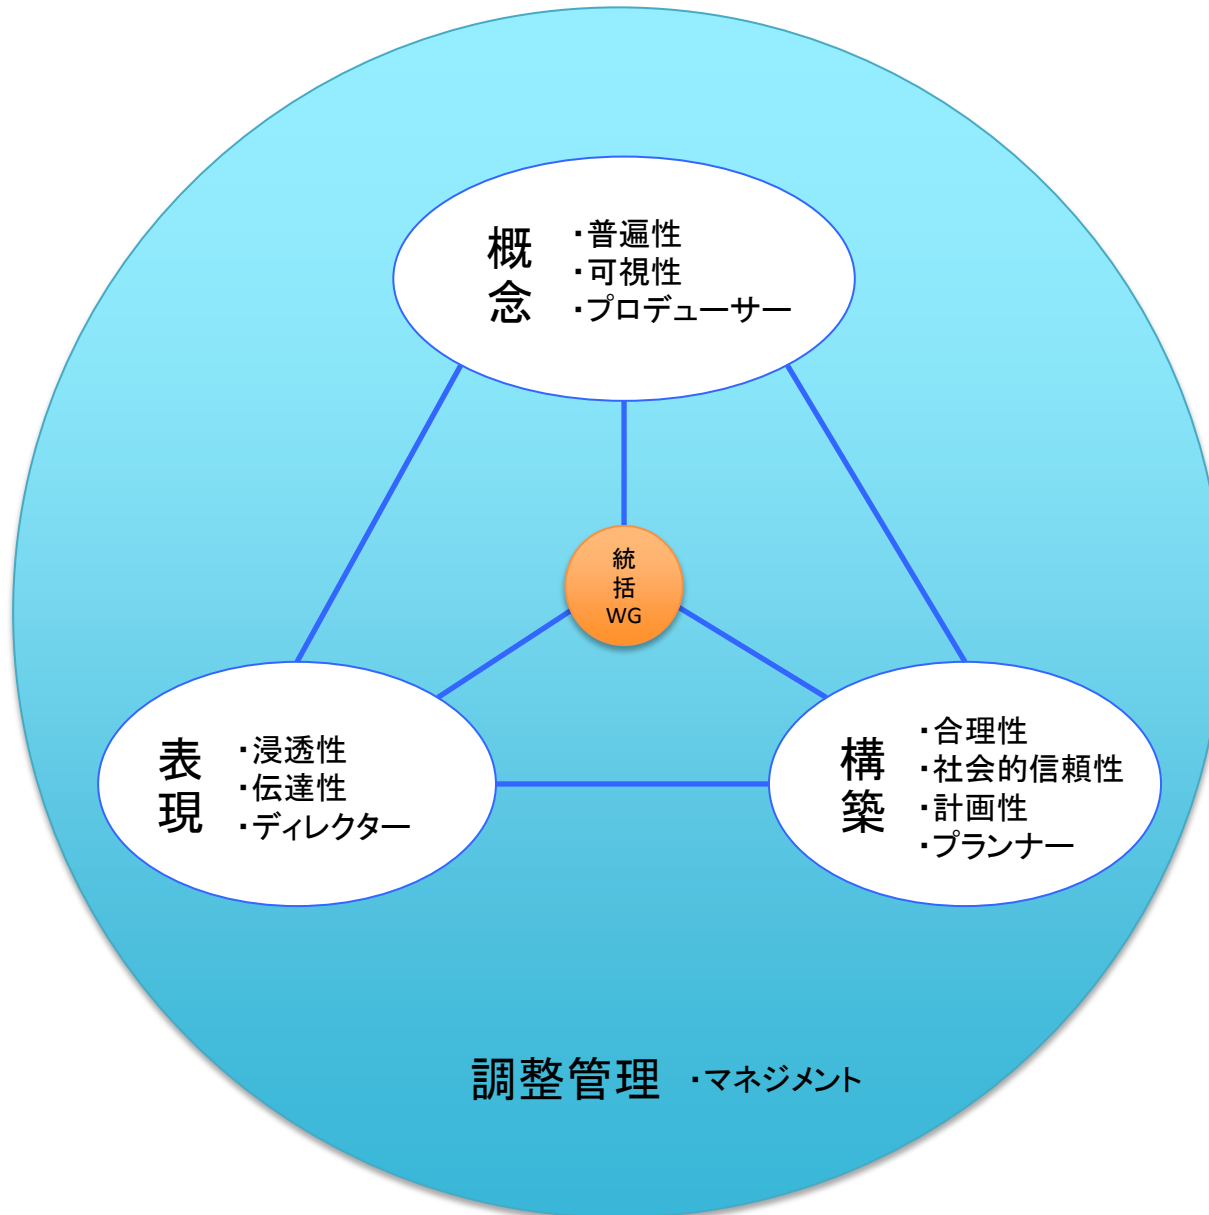 概念
・普遍性
・可視性
・プロデューサー
統
括
WG
表現
・浸透性
・伝達性
・ディレクター
構築
・合理性
・社会的信頼性
・計画性
・プランナー
調整管理 ・マネジメント